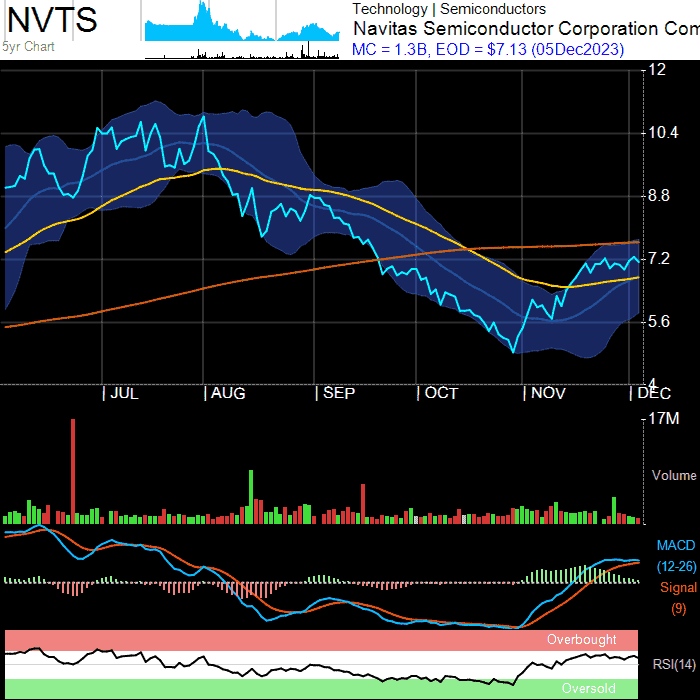 NVTS
5yr Chart
Technology | Semiconductors
Navitas Semiconductor Corporation Com
MC = 1.3B, EOD = $7.13 (05Dec2023)
12
10.4
8.8
7.2
5.6
4
| JUL | AUG | SEP | OCT | NOV | DEC
17M
Volume
MACD
(12-26)
Signal
(9)
Overbought
RSI(14)
Oversold